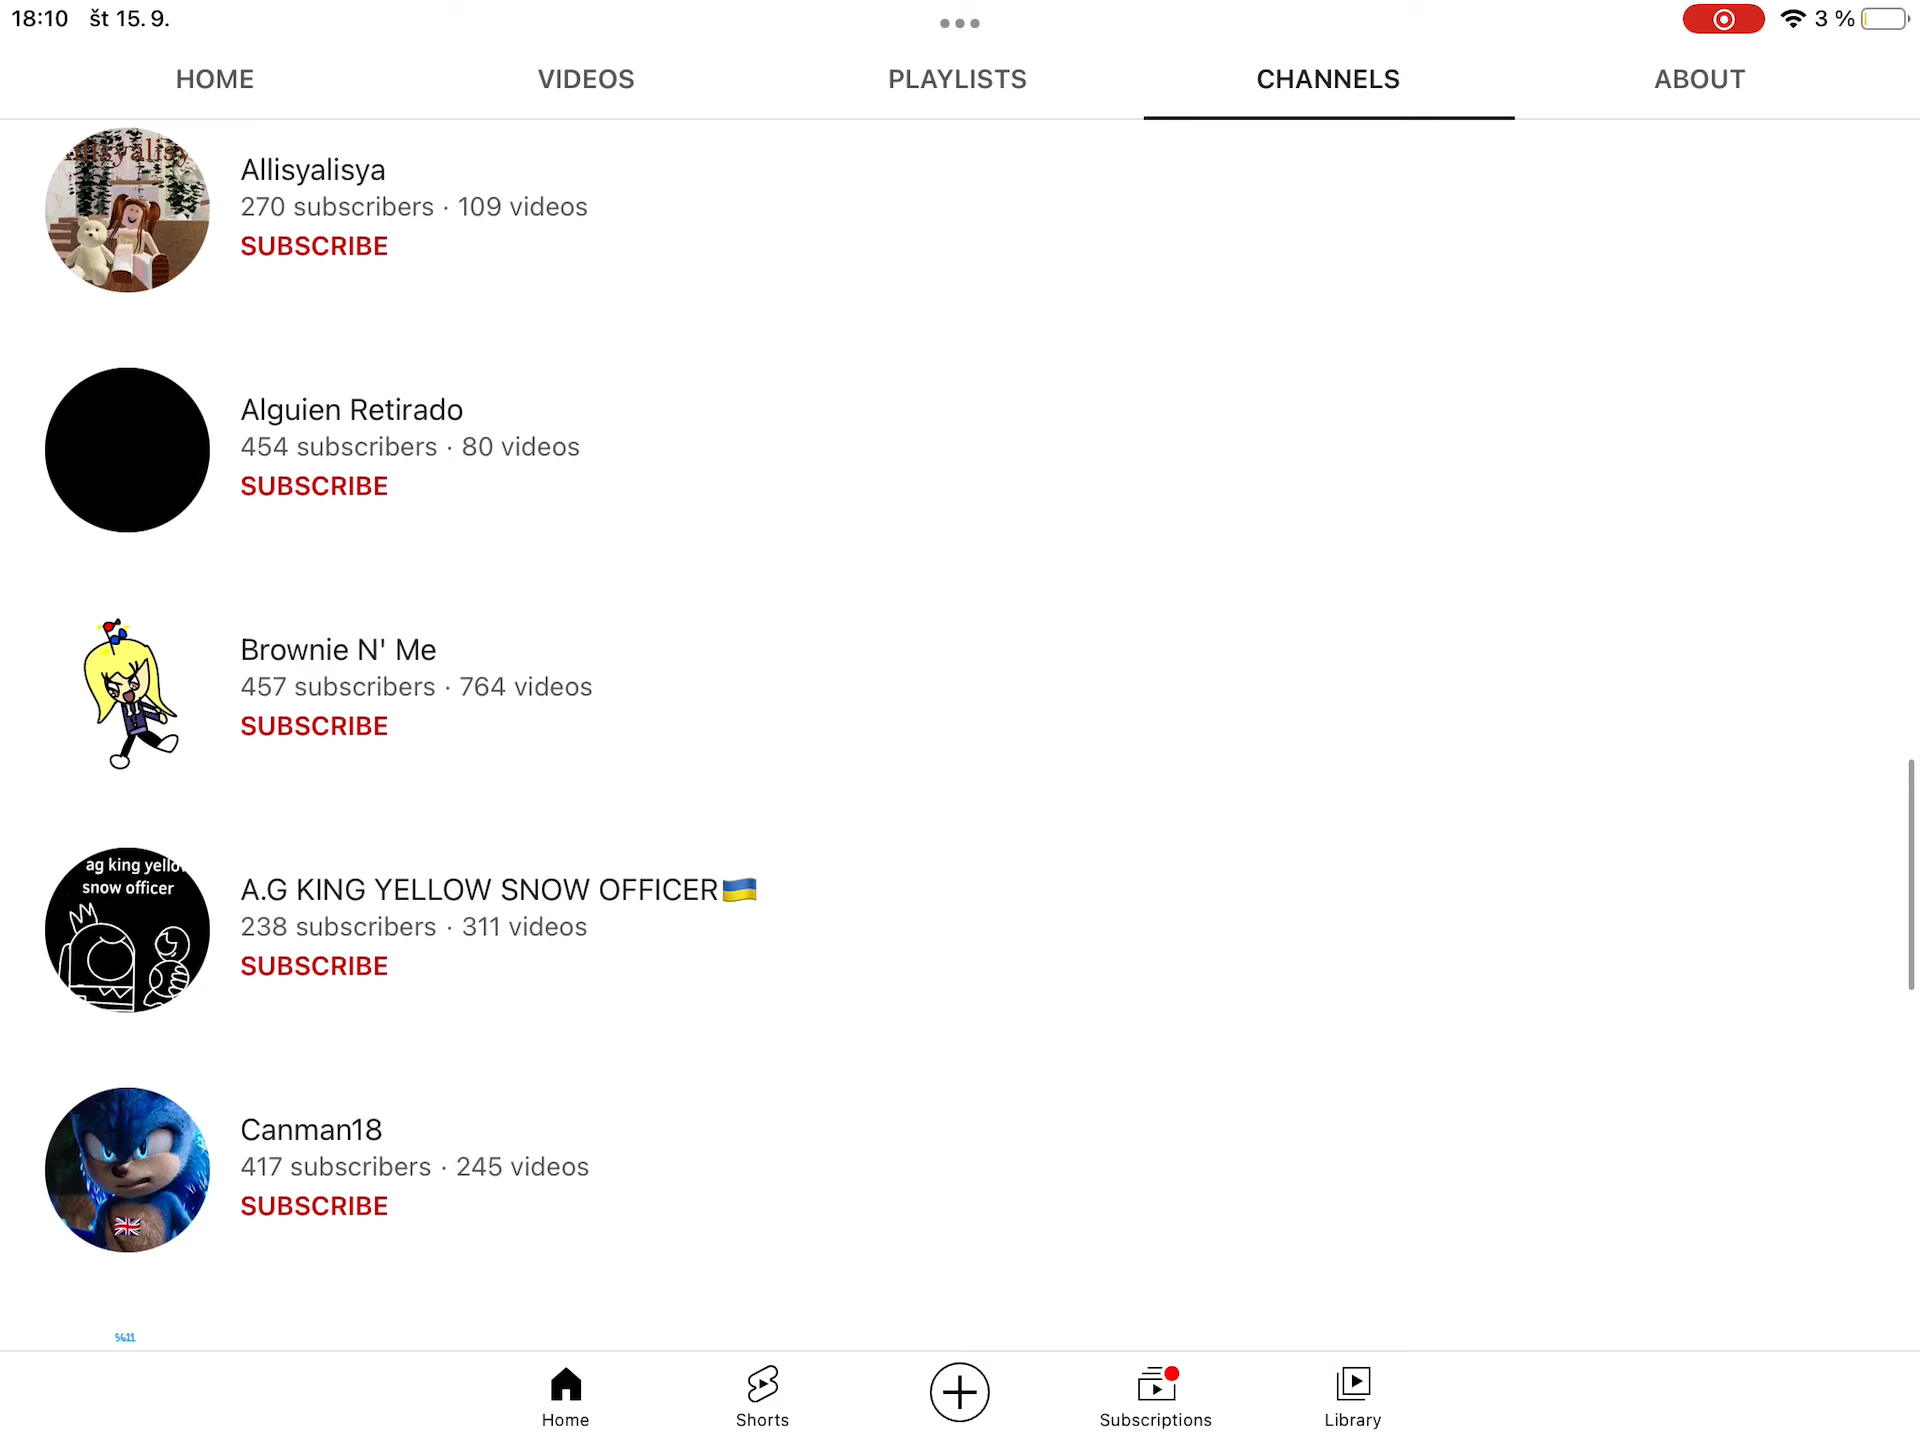 18:10 št 15. 9.
3 %
HOME VIDEOS PLAYLISTS CHANNELS ABOUT
Allisyalisya
270 subscribers · 109 videos
SUBSCRIBE
Alguien Retirado
454 subscribers · 80 videos
SUBSCRIBE
Brownie N' Me
457 subscribers · 764 videos
SUBSCRIBE
ag king yello
snow officer
A.G KING YELLOW SNOW OFFICER🇺🇦
238 subscribers · 311 videos
SUBSCRIBE
Canman18
417 subscribers · 245 videos
SUBSCRIBE
5621
Home Shorts Subscriptions Library